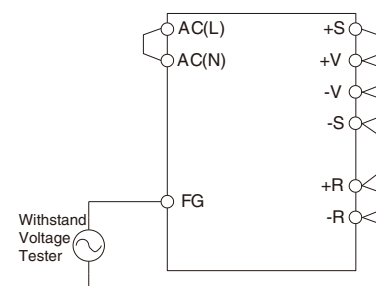 AC(L)
+S
AC(N)
+V
-V
-S
+R
FG
-R
Withstand
Voltage
Tester